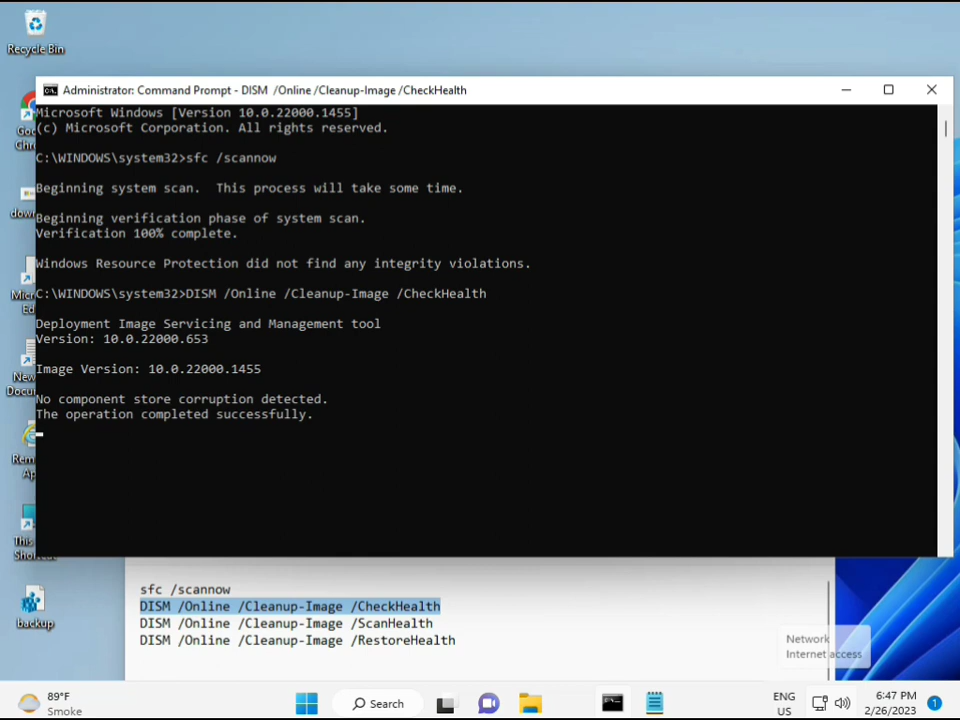 Recycle Bin
Administrator: Command Prompt - DISM /Online /Cleanup-Image /CheckHealth
Microsoft Windows [Version 10.0.22000.1455]
(c) Microsoft Corporation. All rights reserved.
C:\WINDOWS\system32>sfc /scannow
Beginning system scan.  This process will take some time.
Beginning verification phase of system scan.
Verification 100% complete.
Windows Resource Protection did not find any integrity violations.
C:\WINDOWS\system32>DISM /Online /Cleanup-Image /CheckHealth
Deployment Image Servicing and Management tool
Version: 10.0.22000.653
Image Version: 10.0.22000.1455
No component store corruption detected.
The operation completed successfully.
backup
sfc /scannow
DISM /Online /Cleanup-Image /CheckHealth
DISM /Online /Cleanup-Image /ScanHealth
DISM /Online /Cleanup-Image /RestoreHealth
Network
Internet access
89°F
Smoke
Search
ENG
US
6:47 PM
2/26/2023
1